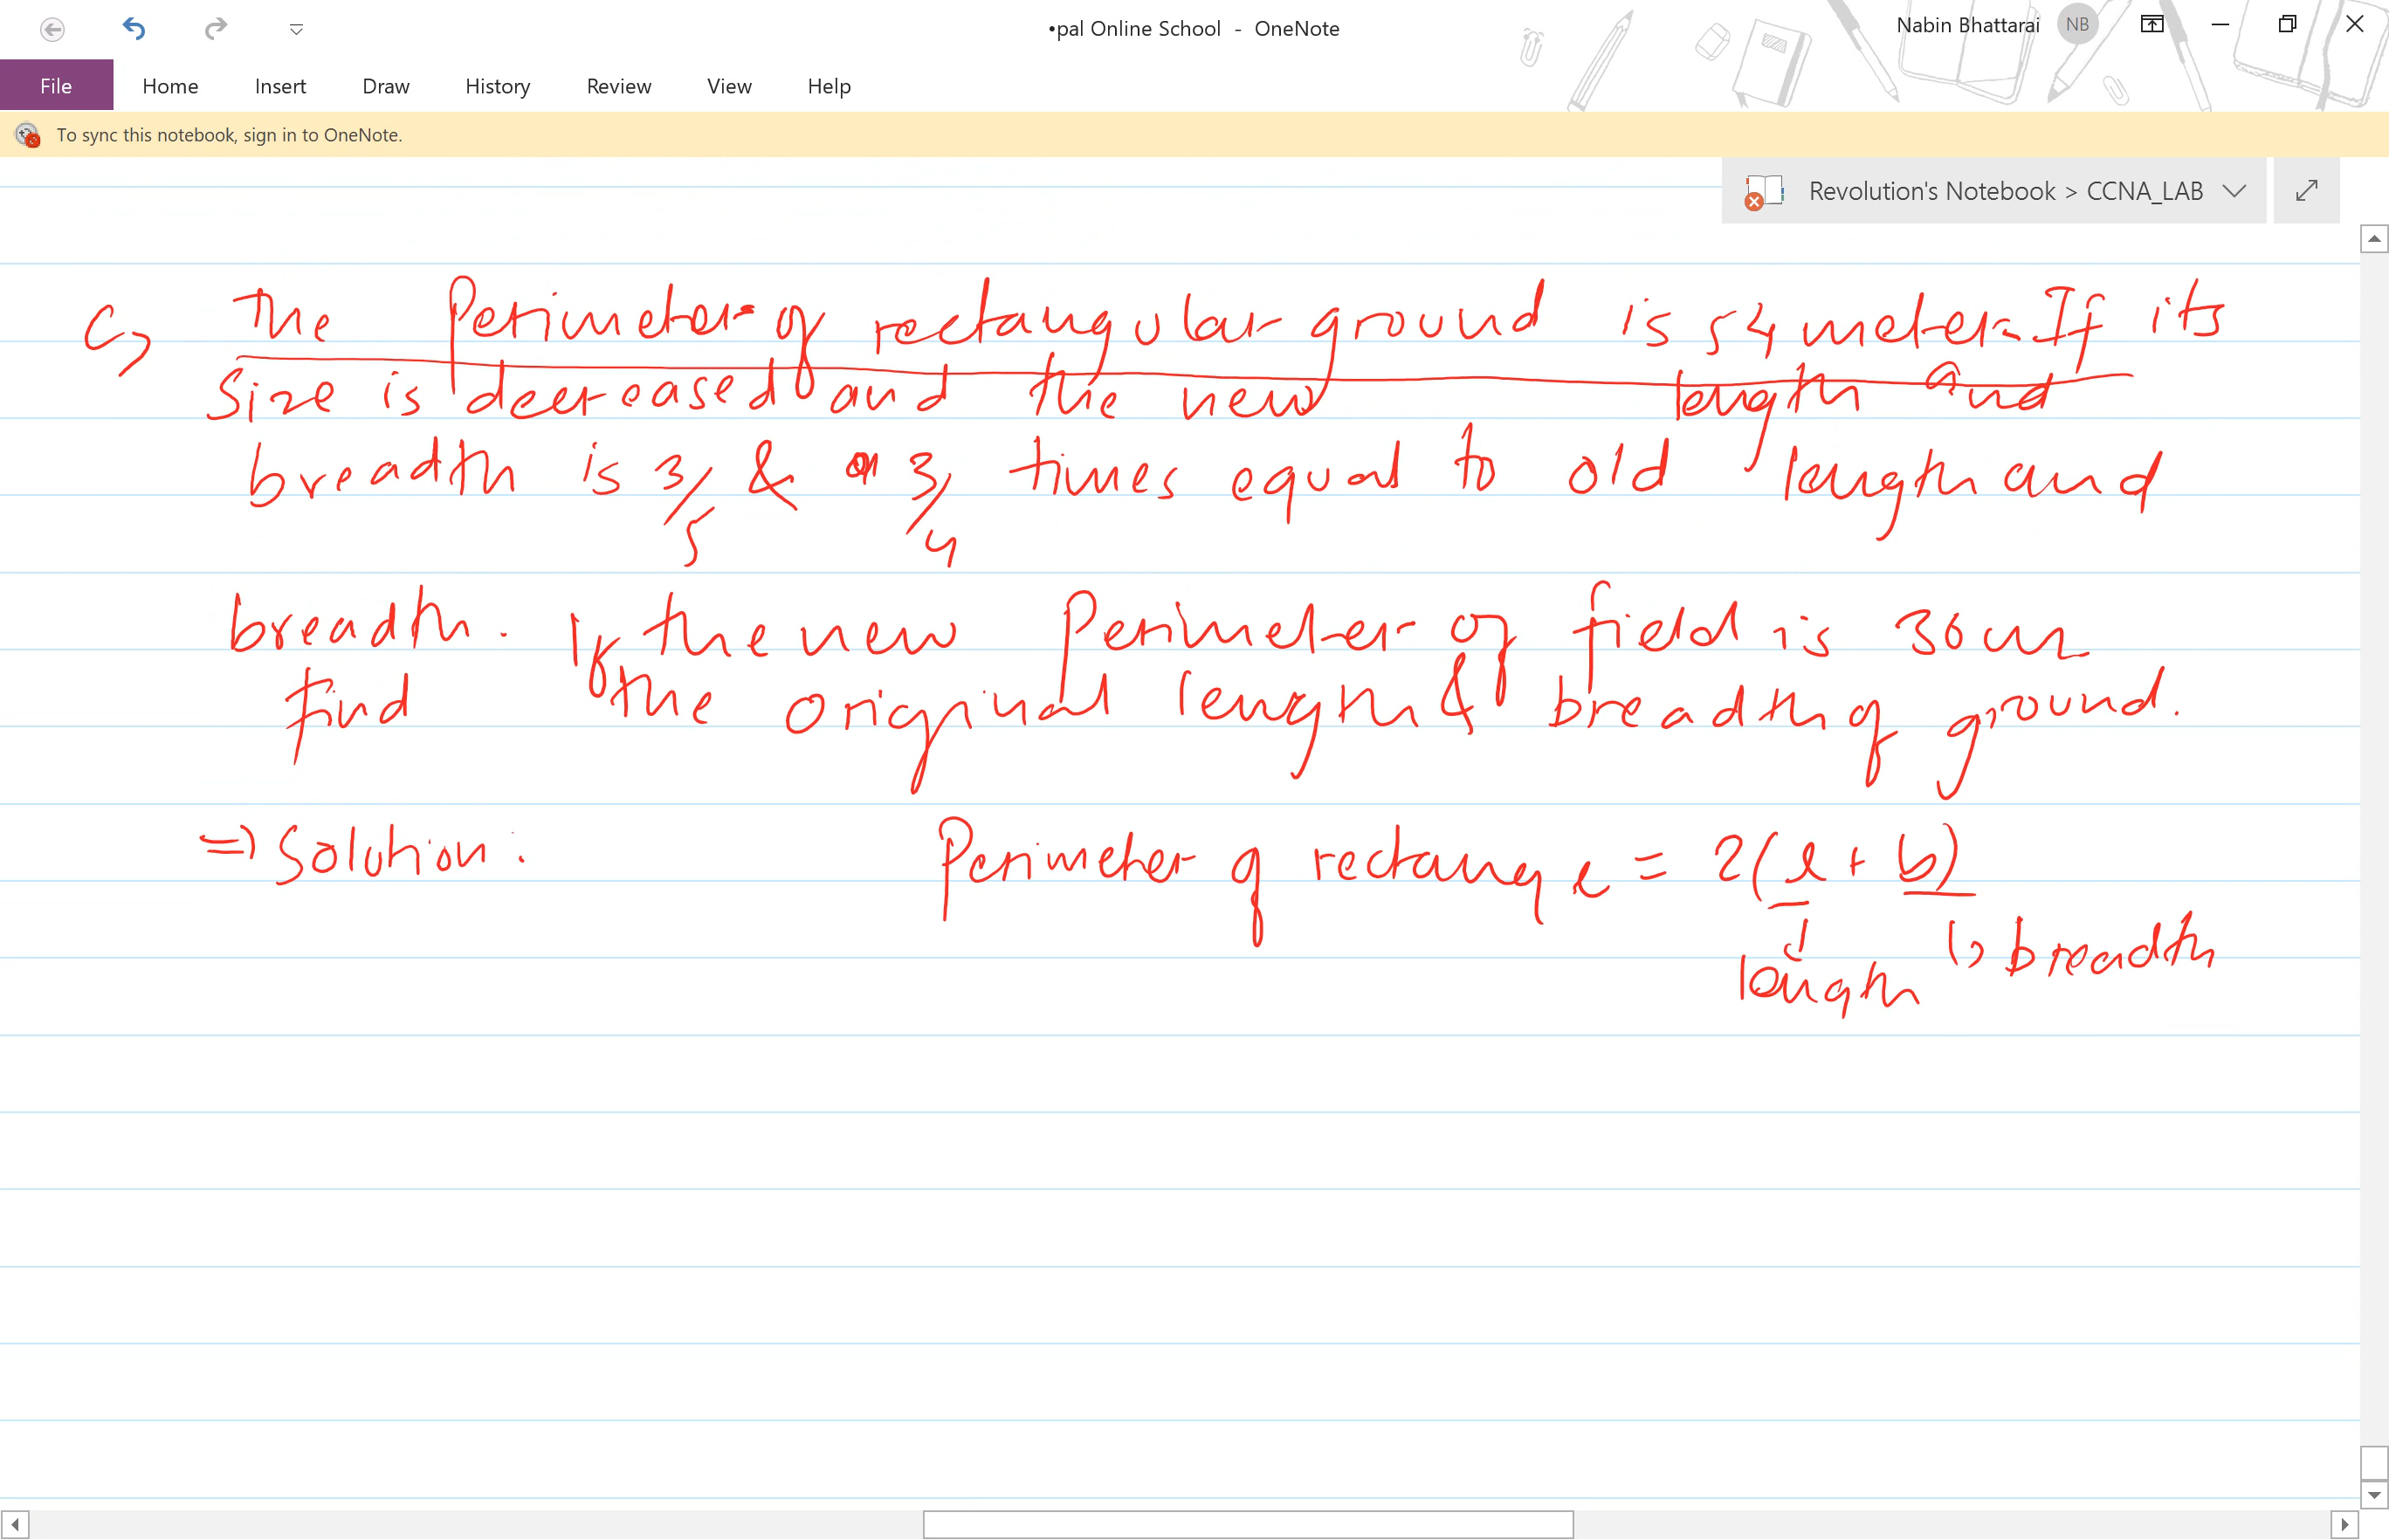 •pal Online School - OneNote
Nabin Bhattarai NB
File Home Insert Draw History Review View Help
To sync this notebook, sign in to OneNote.
Revolution's Notebook > CCNA_LAB
c) The Perimeter of rectangular ground is 54 meter. If its
size is decreased and the new length and
breadth is 3/5 & 3/4 times equal to old length and
breadth. If the new Perimeter of field is 36m
find the original length & breadth of ground.
=) Solution: Perimeter of rectangle = 2(l + b)
length ↳ breadth